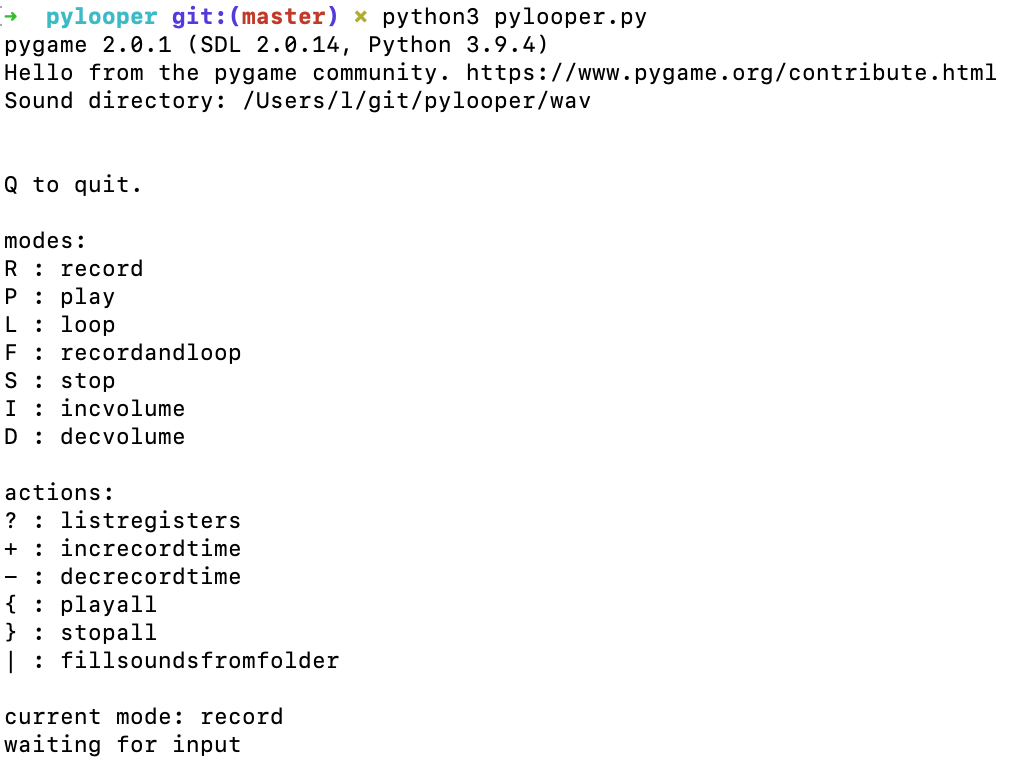 ➜ pylooper git:(master) ✗ python3 pylooper.py
pygame 2.0.1 (SDL 2.0.14, Python 3.9.4)
Hello from the pygame community. https://www.pygame.org/contribute.html
Sound directory: /Users/l/git/pylooper/wav
Q to quit.
modes:
R : record
P : play
L : loop
F : recordandloop
S : stop
I : incvolume
D : decvolume
actions:
? : listregisters
+ : increcordtime
- : decrecordtime
{ : playall
} : stopall
| : fillsoundsfromfolder
current mode: record
waiting for input